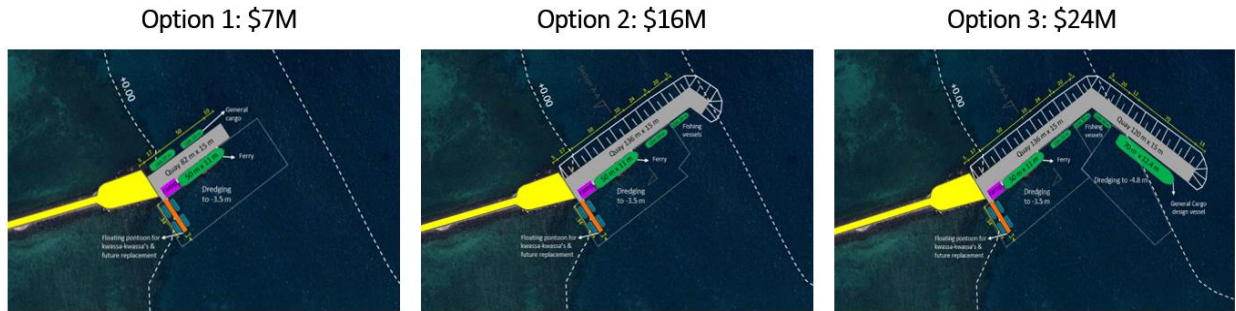 Option 1: $7M
+0.00
General
cargo
Quay 82 m x 15 m
50 m x 11 m
Ferry
Dredging
to -3.5 m
Floating pontoon for
kwassa-kwassa's &
future replacement
Option 2: $16M
+0.00
Quay 136 m x 15 m
Fishing
vessels
50 m x 11 m
Ferry
Dredging
to -3.5 m
Floating pontoon for
kwassa-kwassa's &
future replacement
Option 3: $24M
+0.00
Quay 136 m x 15 m
Quay 120 m x 15 m
Fishing
vessels
70 m x 12.4 m
50 m x 11 m
Ferry
Dredging
to -3.5 m
Dredging to -4.8 m
General Cargo
design vessel
Floating pontoon for
kwassa-kwassa's &
future replacement